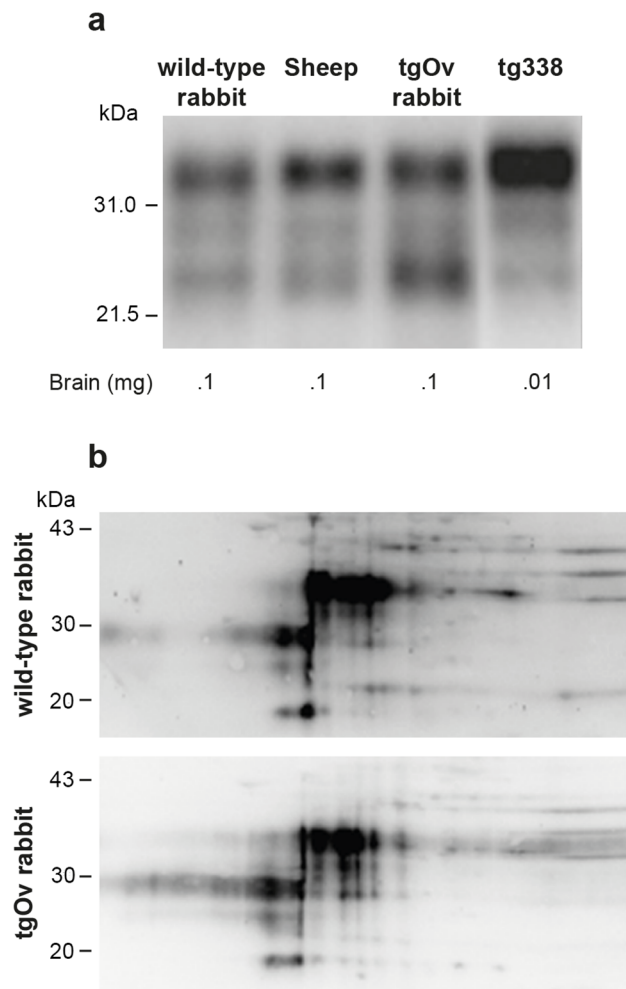 a
wild-type rabbit Sheep tgOv rabbit tg338
kDa
31.0 –
21.5 –
Brain (mg) .1 .1 .1 .01
b
kDa
wild-type rabbit
43 –
30 –
20 –
tgOv rabbit
43 –
30 –
20 –